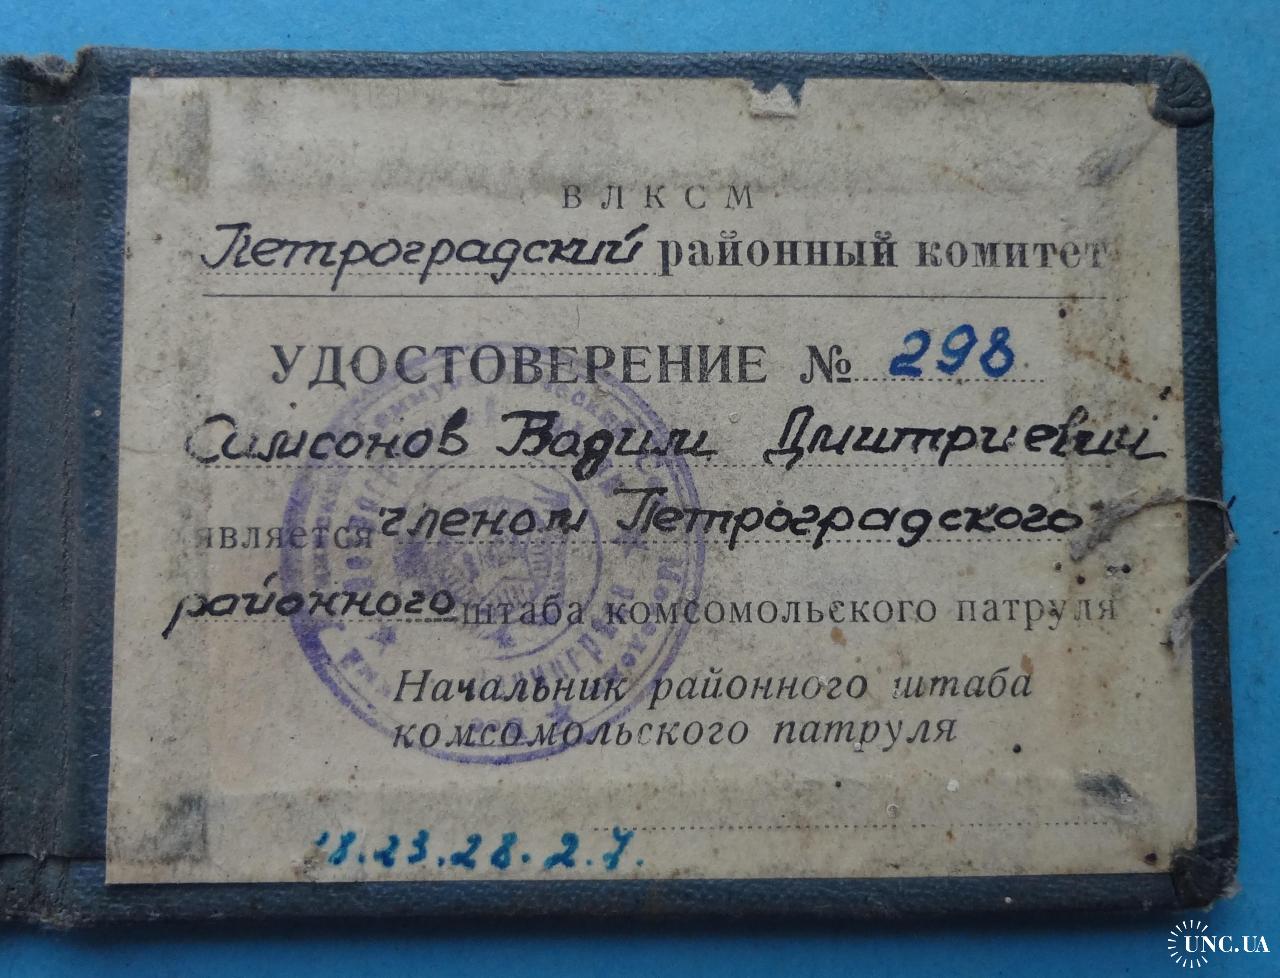 ВЛКСМ
Петроградский районный комитет
УДОСТОВЕРЕНИЕ № 298
Самсонов Вадим Дмитриевич
является членом Петроградского
районного штаба комсомольского патруля
Начальник районного штаба
комсомольского патруля
18.23.28.2.7.
UNC.UA